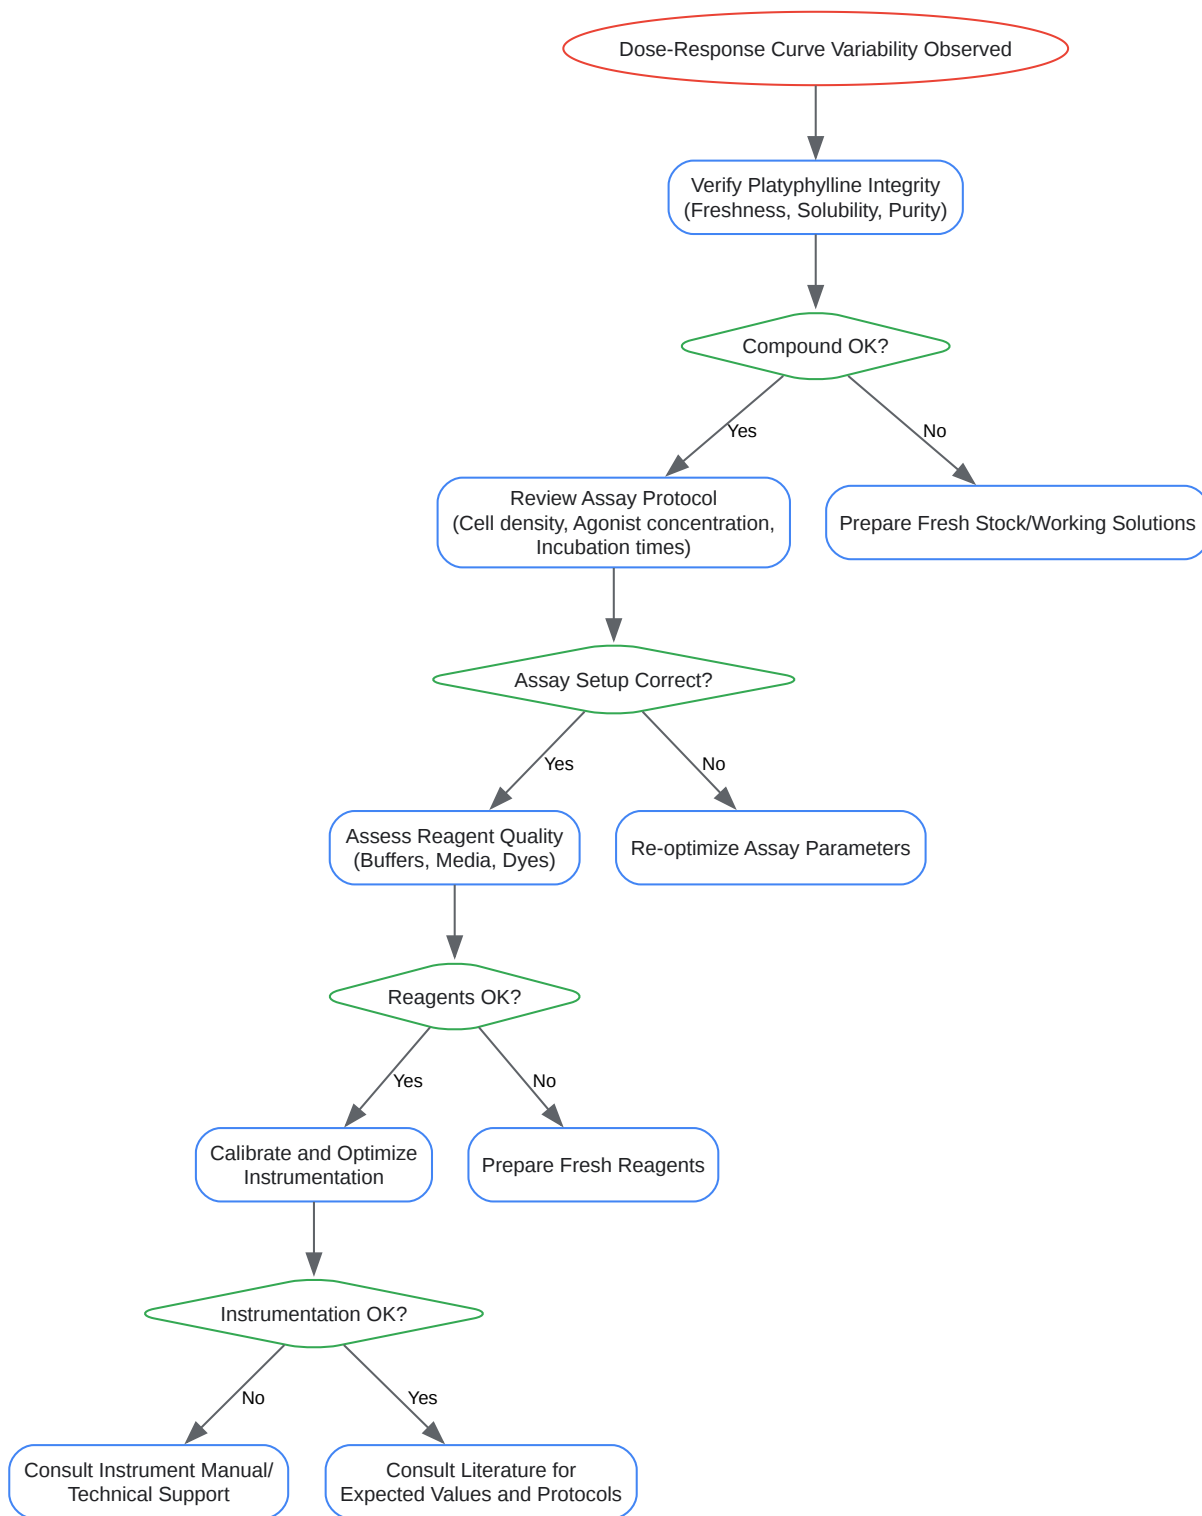 Dose-Response Curve Variability Observed
Verify Platyphylline Integrity
(Freshness, Solubility, Purity)
Compound OK?
Yes
No
Review Assay Protocol
(Cell density, Agonist concentration,
Incubation times)
Prepare Fresh Stock/Working Solutions
Assay Setup Correct?
Yes
No
Assess Reagent Quality
(Buffers, Media, Dyes)
Re-optimize Assay Parameters
Reagents OK?
Yes
No
Calibrate and Optimize
Instrumentation
Prepare Fresh Reagents
Instrumentation OK?
No
Yes
Consult Instrument Manual/
Technical Support
Consult Literature for
Expected Values and Protocols